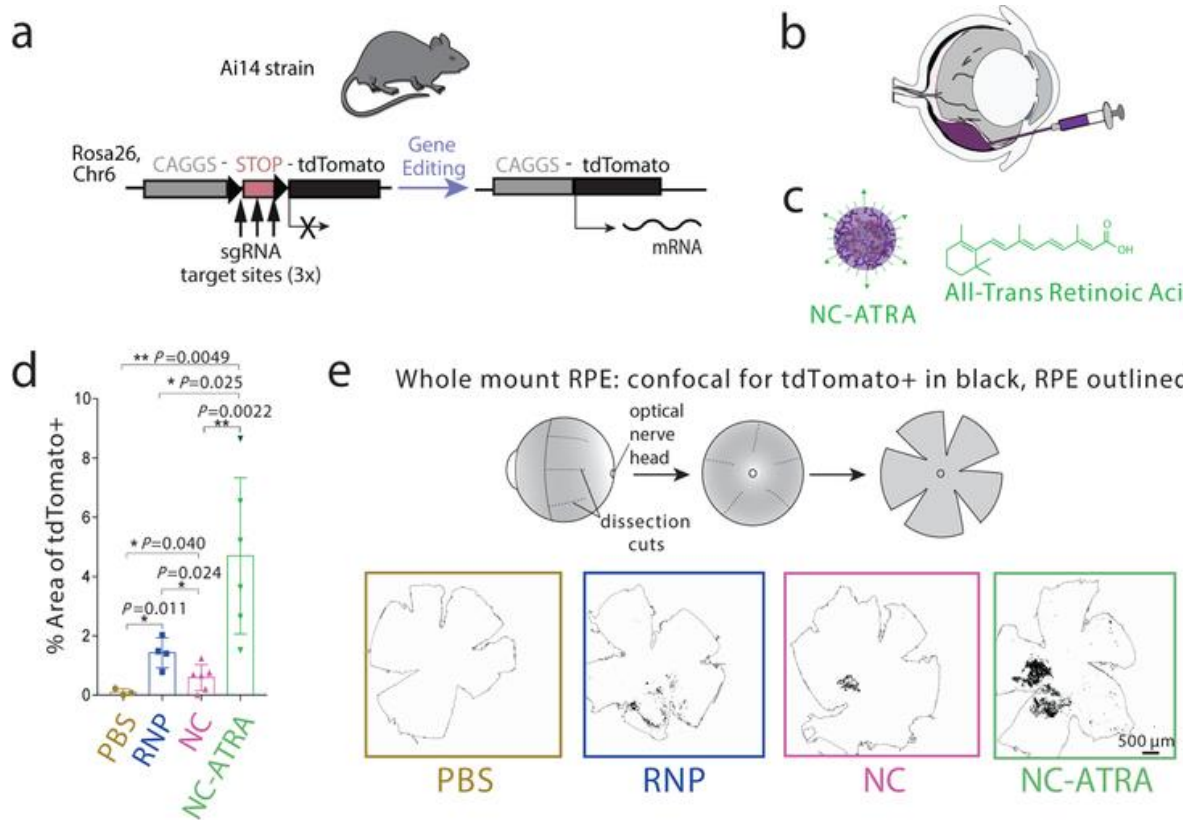 a
Ai14 strain
Rosa26,
Chr6
CAGGS - STOP - tdTomato
Gene
Editing
CAGGS - tdTomato
sgRNA
target sites (3x)
mRNA
b
c
NC-ATRA
O
OH
All-Trans Retinoic Aci
d
** P=0.0049
* P=0.025
P=0.0022
**
* P=0.040
P=0.024
*
P=0.011
*
% Area of tdTomato+
10
8
6
4
2
0
PBS
RNP
NC
NC-ATRA
e
Whole mount RPE: confocal for tdTomato+ in black, RPE outlined
optical
nerve
head
dissection
cuts
500 µm
PBS
RNP
NC
NC-ATRA